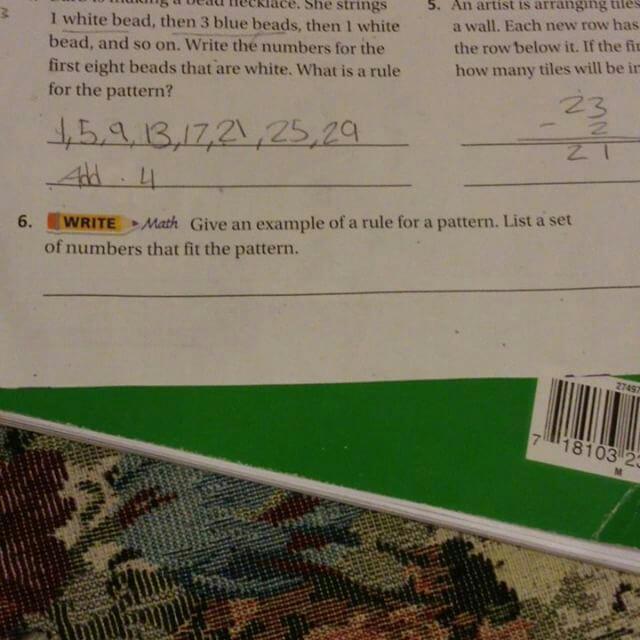 is making a bead necklace. She strings
1 white bead, then 3 blue beads, then 1 white
bead, and so on. Write the numbers for the
first eight beads that are white. What is a rule
for the pattern?
1,5,9,13,17,21,25,29
Add 4
5. An artist is arranging tiles
a wall. Each new row has
the row below it. If the
how many tiles will be in
23
- 2
21
6. WRITE Math Give an example of a rule for a pattern. List a set
of numbers that fit the pattern.
27497
7 18103 2
M